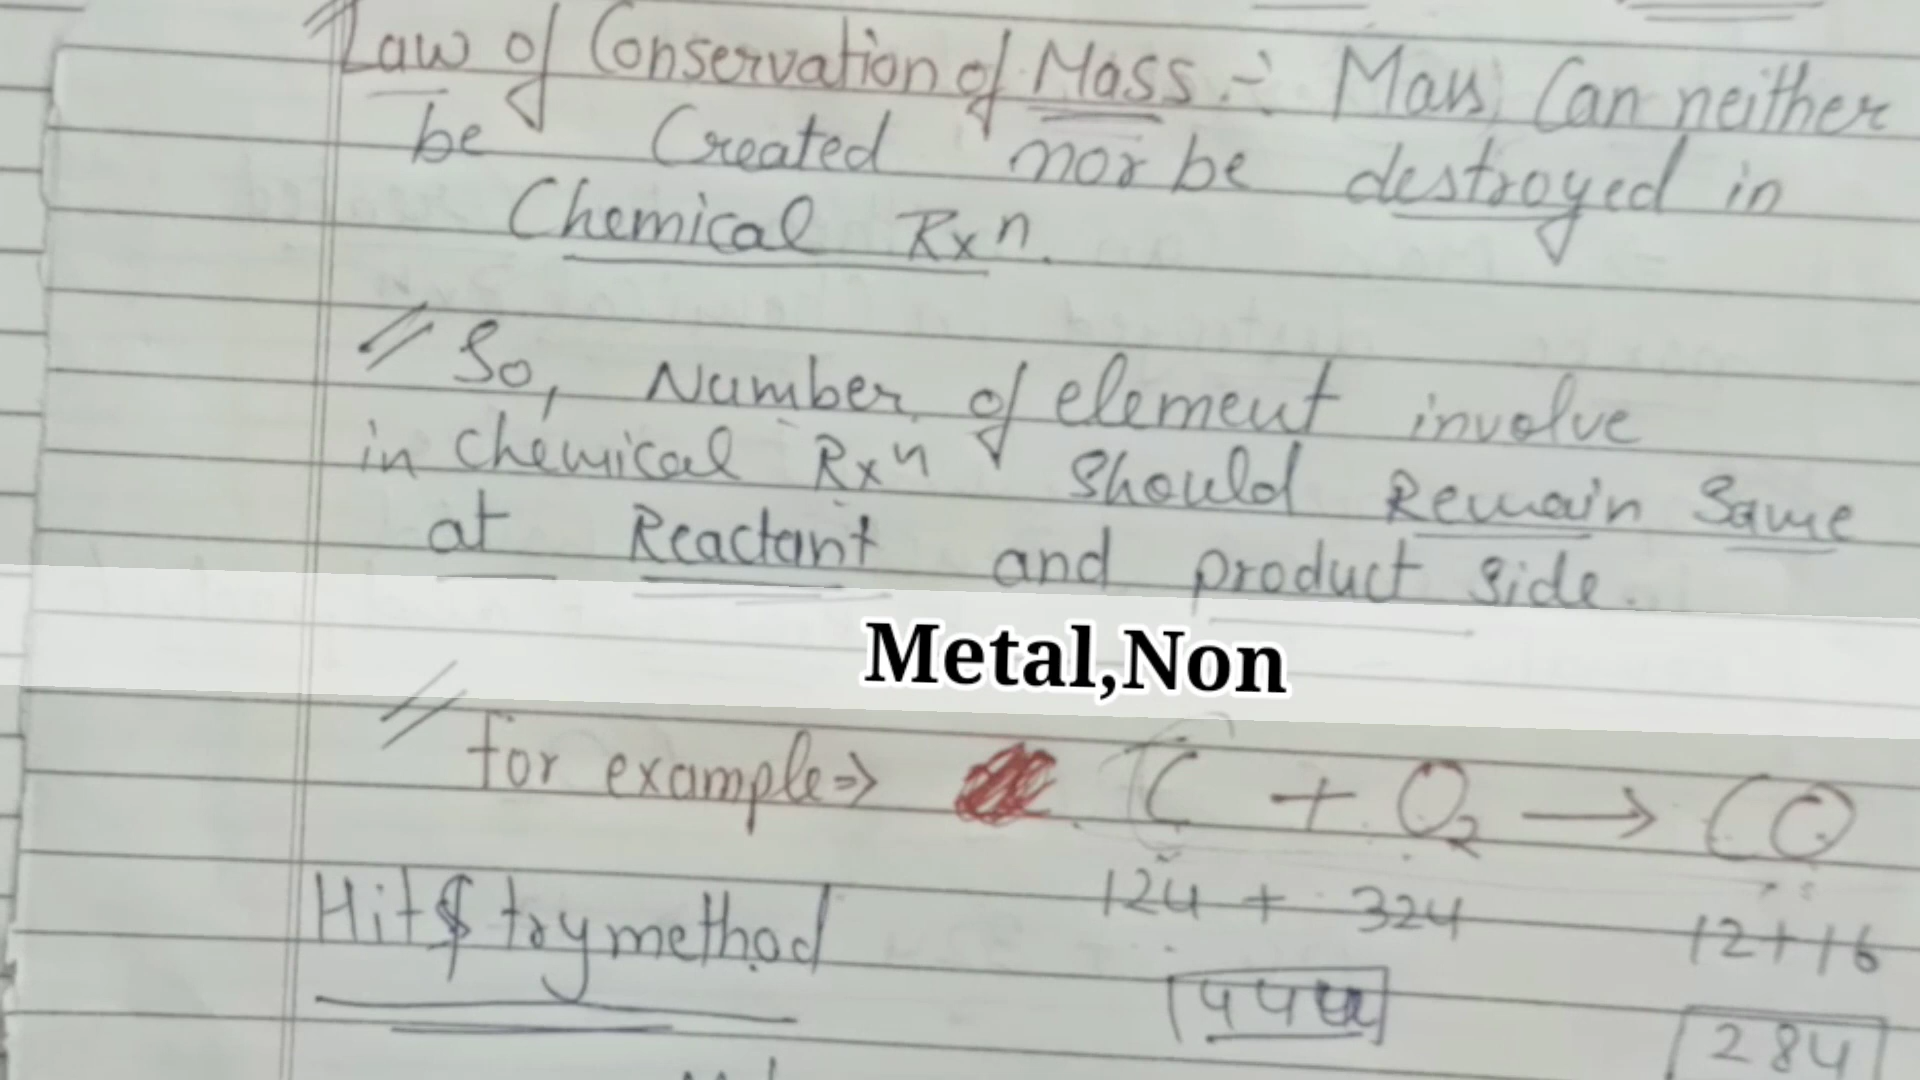 Law of Conservation of Mass :- Mass Can neither
be Created nor be destroyed in
Chemical Rxn.
So, Number of element involve
in chemical Rxn should Remain Same
at Reactant and product side.
Metal,Non
for example => C + O2 → CO
12u + 32u 12+16
Hit & try method
44u 28u